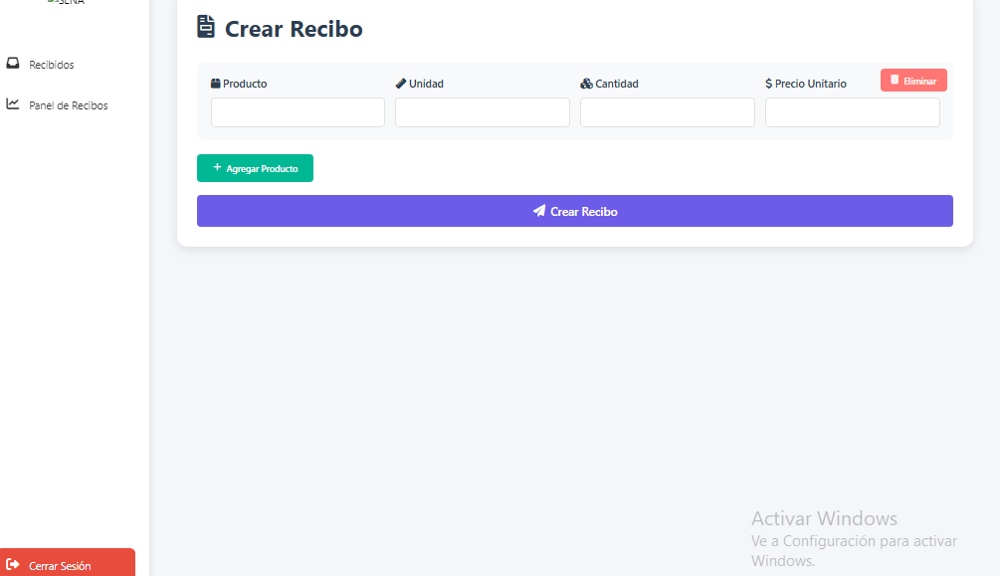 SENA
Crear Recibo
Recibidos
Panel de Recibos
Producto
Unidad
Cantidad
$ Precio Unitario
Eliminar
+ Agregar Producto
Crear Recibo
Activar Windows
Ve a Configuración para activar
Windows.
Cerrar Sesión